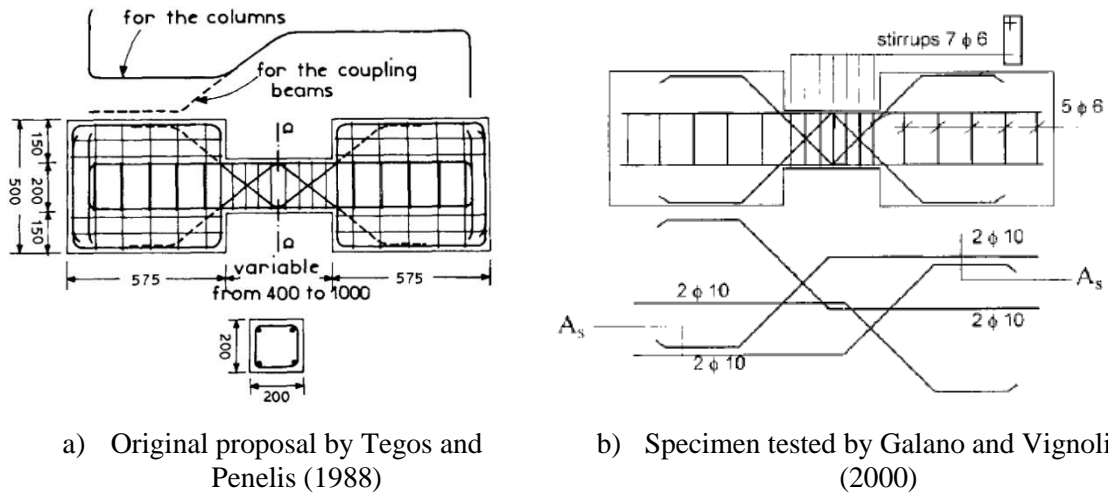 for the columns
for the coupling
beams
150
200
150
500
Ω
Ω
575
variable
from 400 to 1000
575
200
200
stirrups 7 ϕ 6
5 ϕ 6
2 ϕ 10
As
2 ϕ 10
2 ϕ 10
As
2 ϕ 10
a) Original proposal by Tegos and
Penelis (1988)
b) Specimen tested by Galano and Vignoli
(2000)